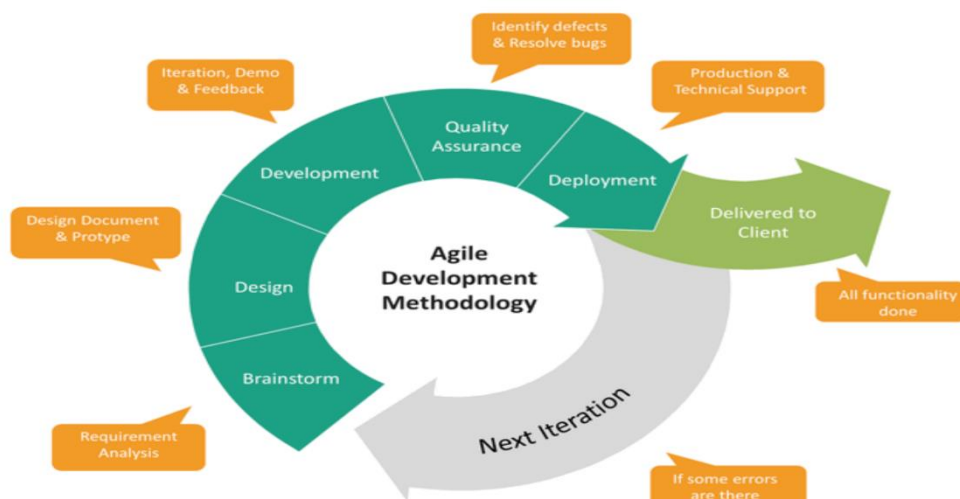 Identify defects
& Resolve bugs
Iteration, Demo
& Feedback
Production &
Technical Support
Quality
Assurance
Development
Deployment
Design Document
& Protype
Delivered to
Client
Agile
Development
Methodology
Design
All functionality
done
Brainstorm
Next Iteration
Requirement
Analysis
If some errors
are there